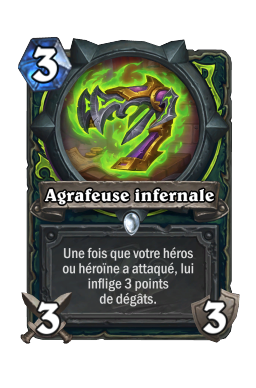 3
Agrafeuse infernale
Une fois que votre héros
ou héroïne a attaqué, lui
inflige 3 points
de dégâts.
3
3